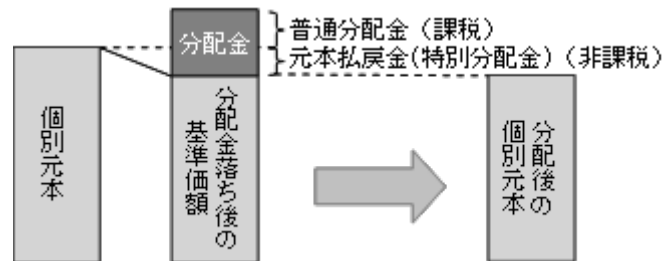 分配金
普通分配金（課税）
元本払戻金(特別分配金)（非課税）
個別元本
分配金落ち後の
基準価額
分配後の
個別元本